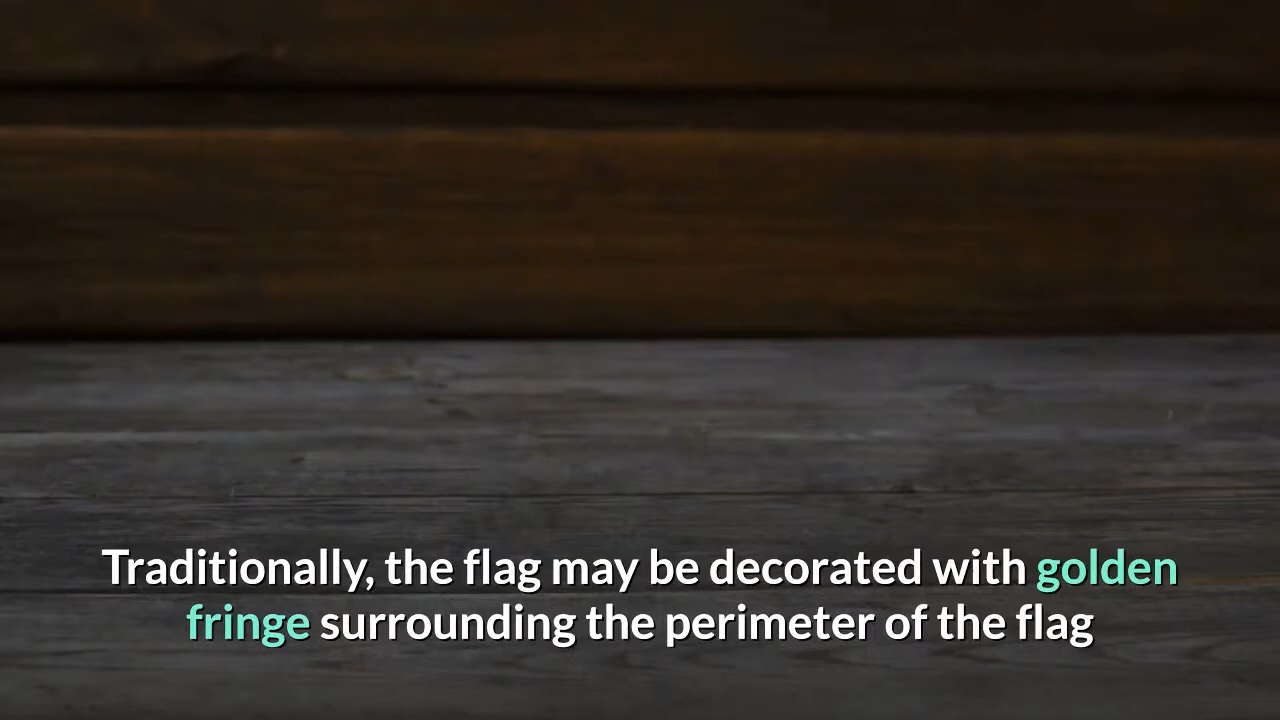 Traditionally, the flag may be decorated with golden
fringe surrounding the perimeter of the flag